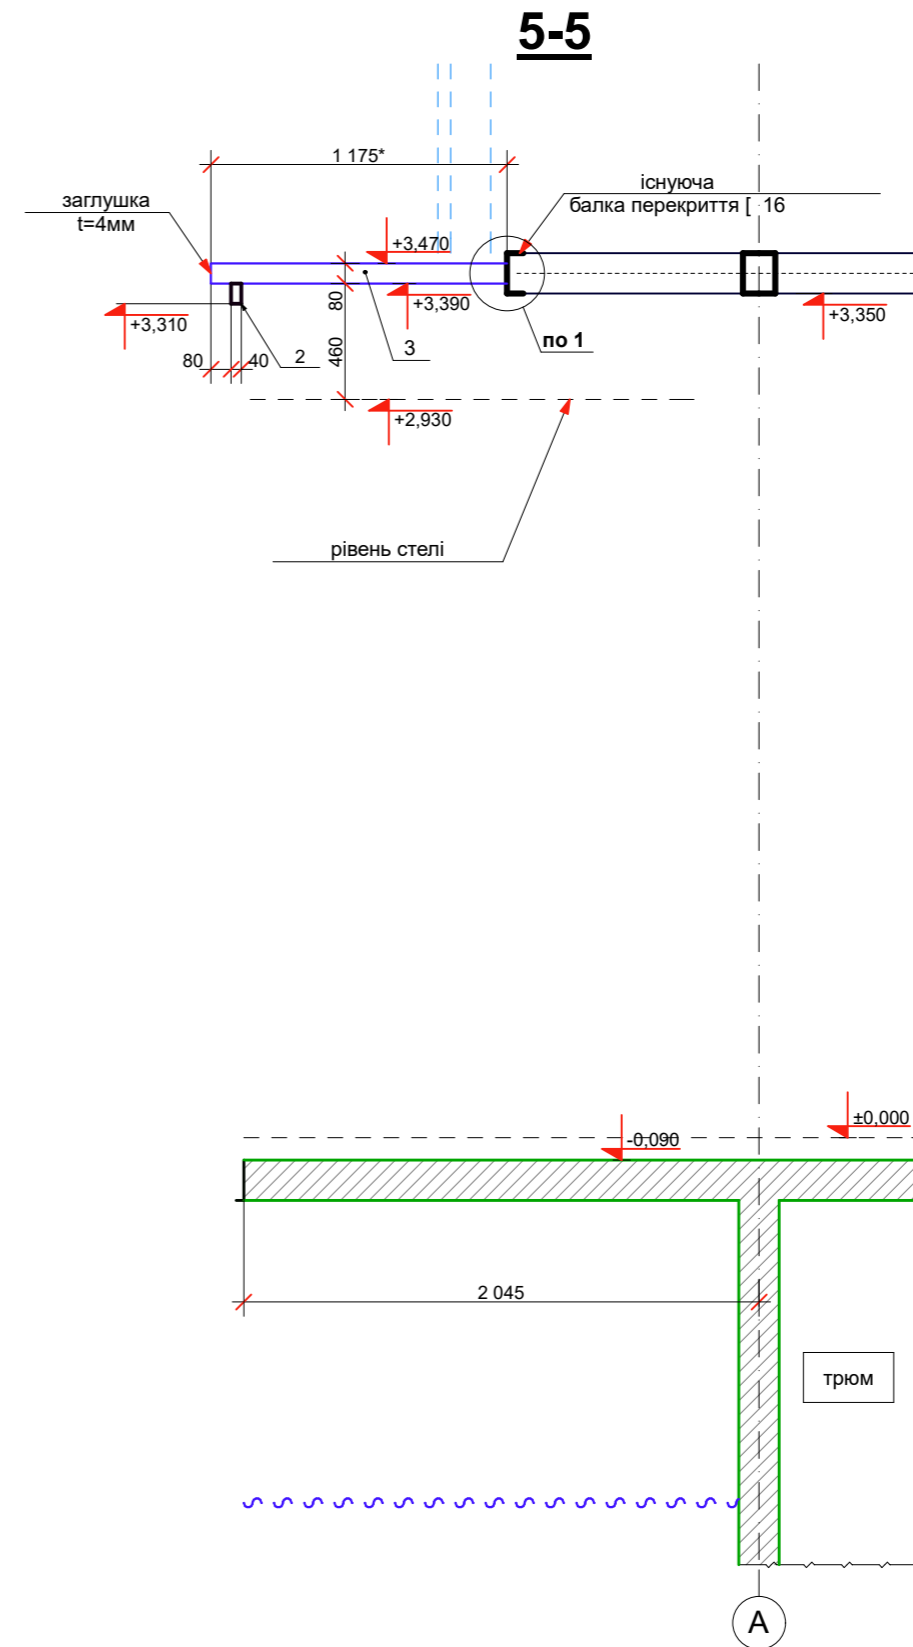 5-5
1 175*
існуюча
балка перекриття [ 16
заглушка
t=4мм
+3,470
80
+3,390
+3,350
+3,310
по 1
80
40
2
460
3
+2,930
рівень стелі
±0,000
-0,090
2 045
трюм
А